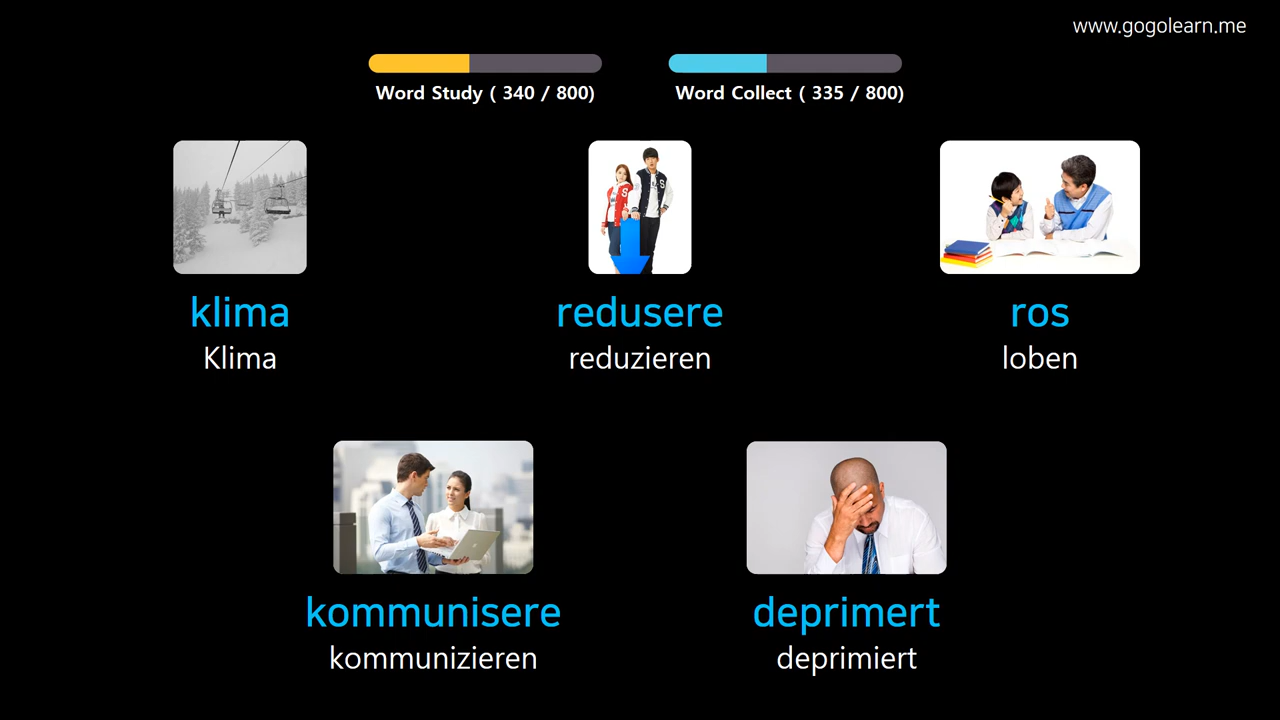 www.gogolearn.me
Word Study ( 340 / 800)
Word Collect ( 335 / 800)
klima
Klima
redusere
reduzieren
ros
loben
kommunisere
kommunizieren
deprimert
deprimiert